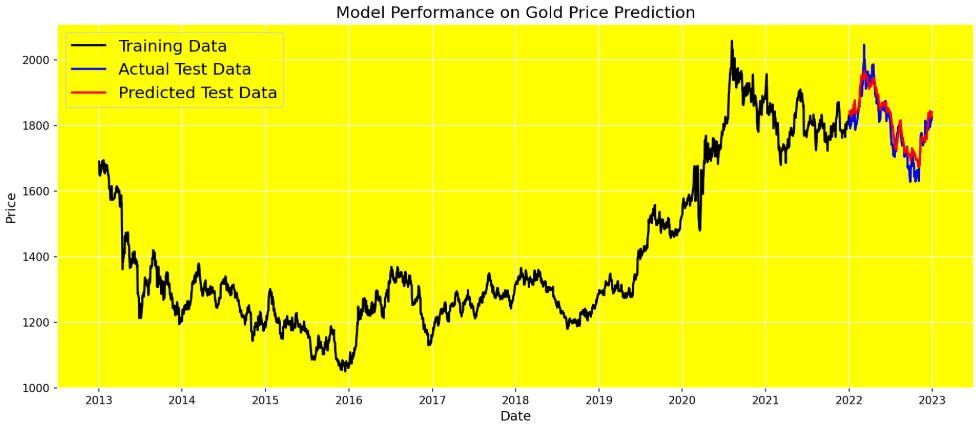 Model Performance on Gold Price Prediction
Training Data
Actual Test Data
Predicted Test Data
Price
2000
1800
1600
1400
1200
1000
2013 2014 2015 2016 2017 2018 2019 2020 2021 2022 2023
Date